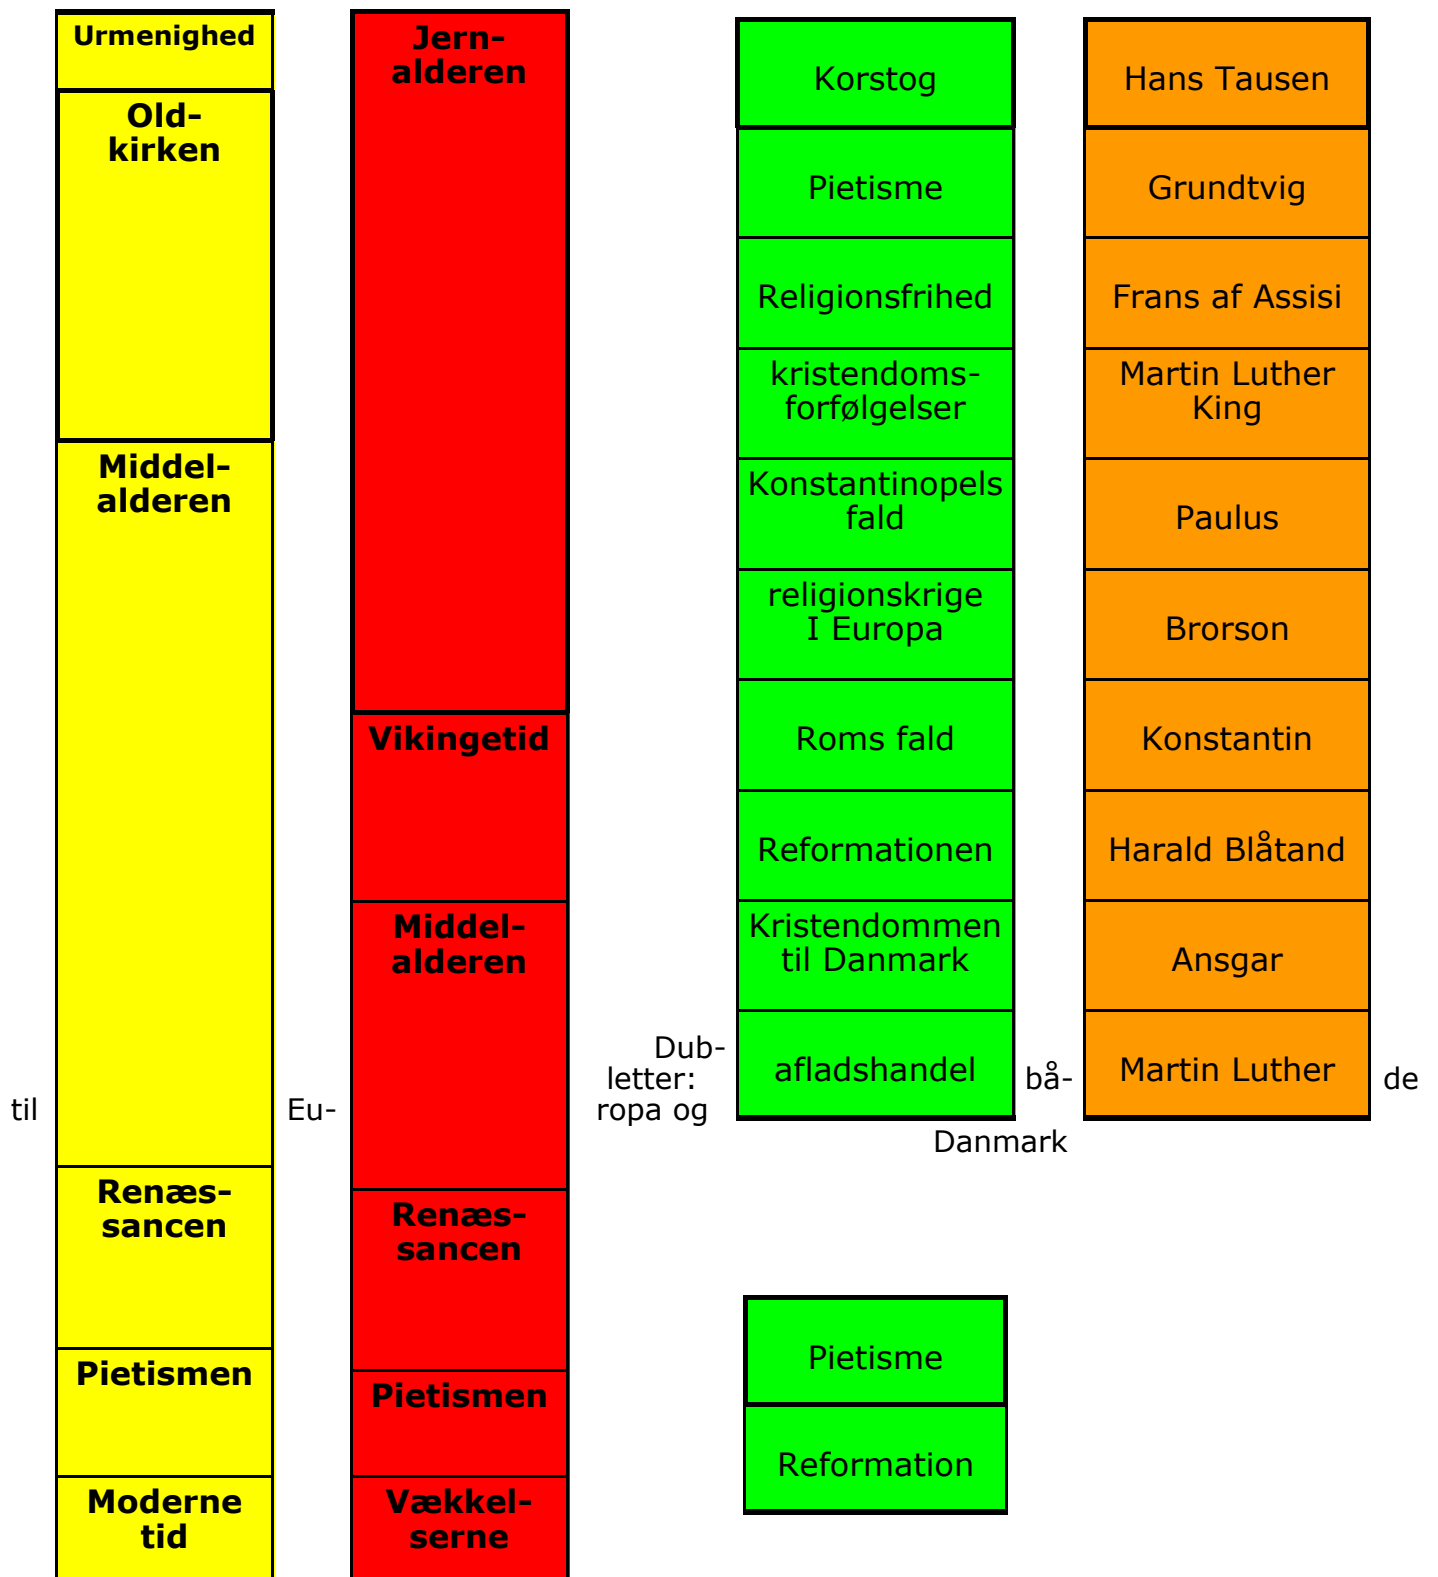 Urmenighed
Old-
kirken
Middel-
alderen
Renæs-
sancen
Pietismen
Moderne
tid
Jern-
alderen
Vikingetid
Middel-
alderen
Renæs-
sancen
Pietismen
Vækkel-
serne
Korstog
Pietisme
Religionsfrihed
kristendoms-
forfølgelser
Konstantinopels
fald
religionskrige
I Europa
Roms fald
Reformationen
Kristendommen
til Danmark
afladshandel
Hans Tausen
Grundtvig
Frans af Assisi
Martin Luther
King
Paulus
Brorson
Konstantin
Harald Blåtand
Ansgar
Martin Luther
Dub-
letter: bå- de
til Eu- ropa og
Danmark
Pietisme
Reformation